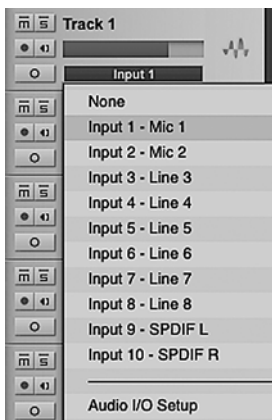 m s Track 1
Input 1
m s
None
Input 1 - Mic 1
Input 2 - Mic 2
Input 3 - Line 3
m s
Input 4 - Line 4
Input 5 - Line 5
Input 6 - Line 6
m s
Input 7 - Line 7
Input 8 - Line 8
Input 9 - SPDIF L
m s
Input 10 - SPDIF R
Audio I/O Setup